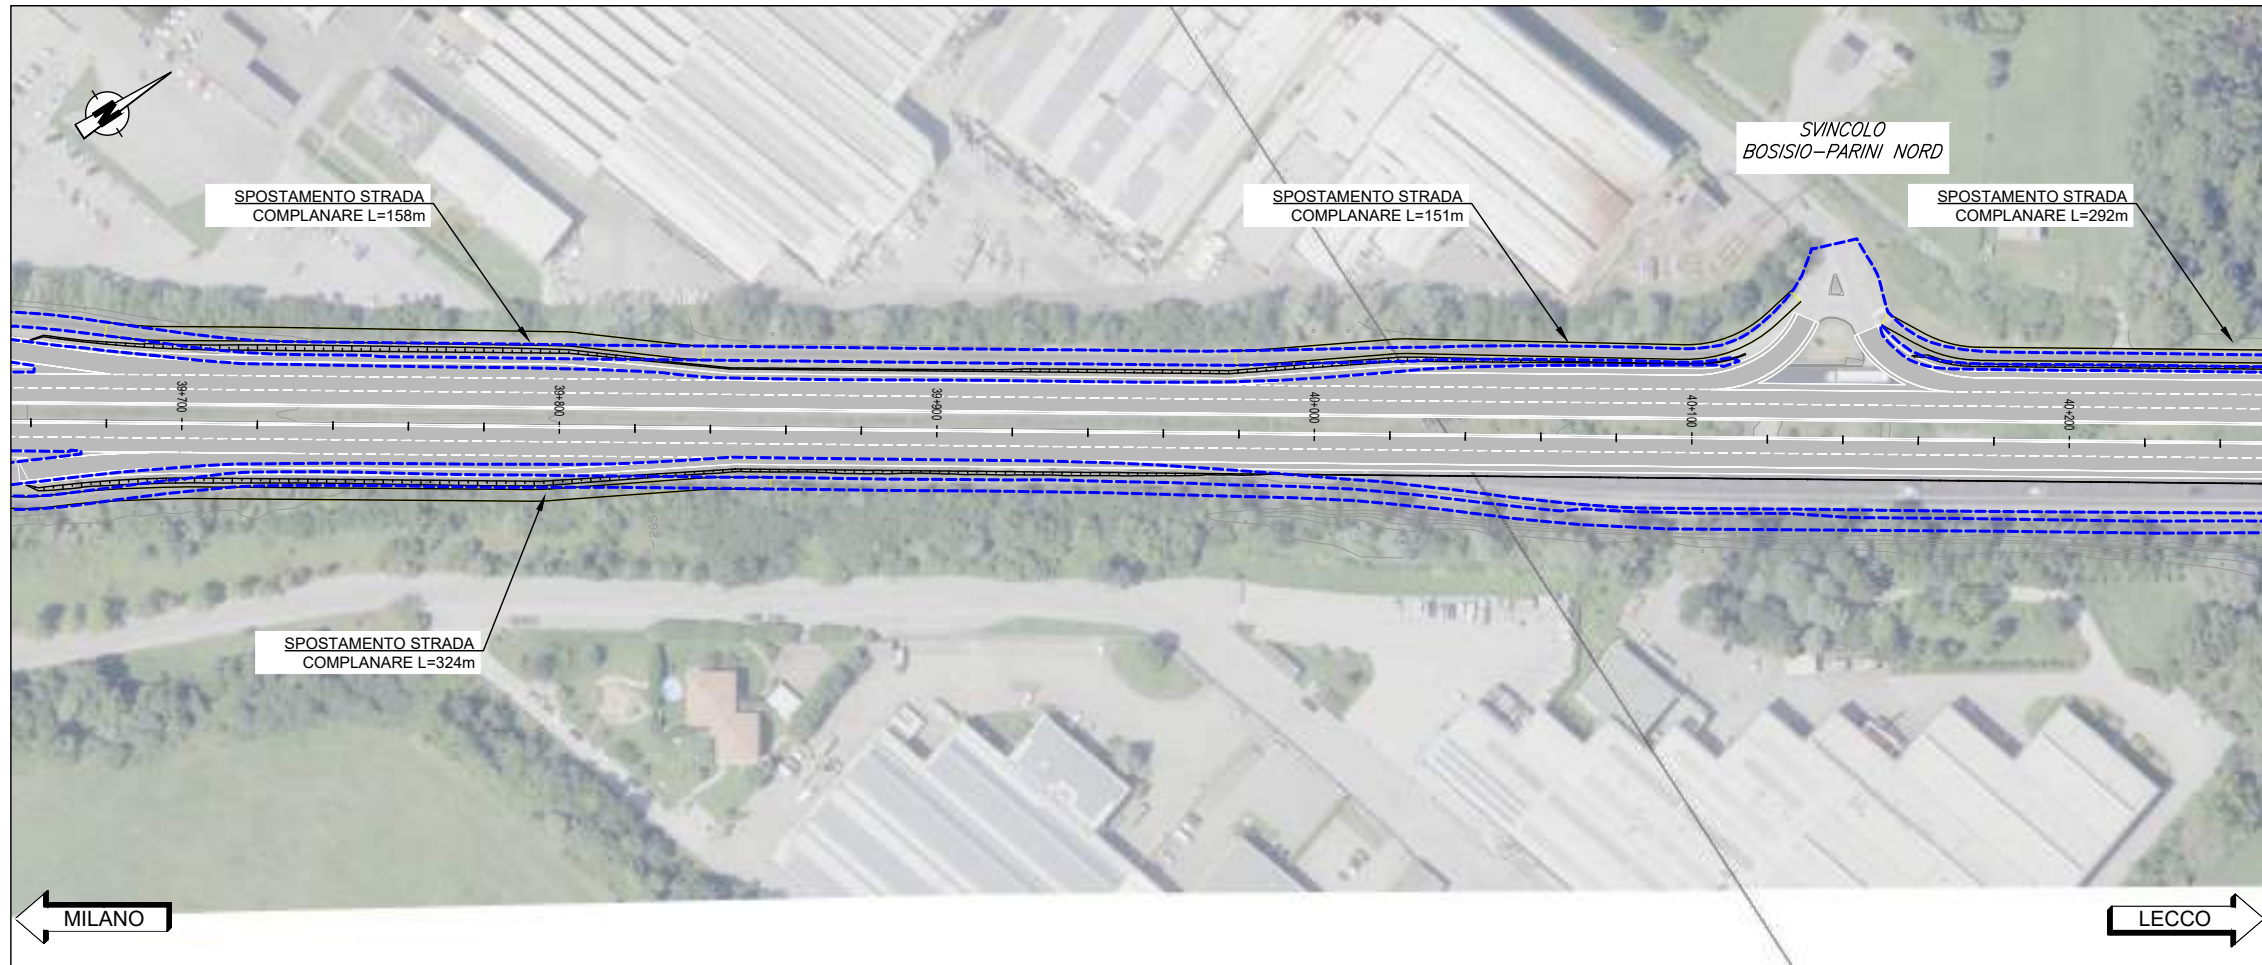 N
SVINCOLO
BOSISIO-PARINI NORD
SPOSTAMENTO STRADA
COMPLANARE L=158m
SPOSTAMENTO STRADA
COMPLANARE L=151m
SPOSTAMENTO STRADA
COMPLANARE L=292m
39+700
39+800
39+900
40+000
40+100
40+200
265
SPOSTAMENTO STRADA
COMPLANARE L=324m
MILANO
LECCO